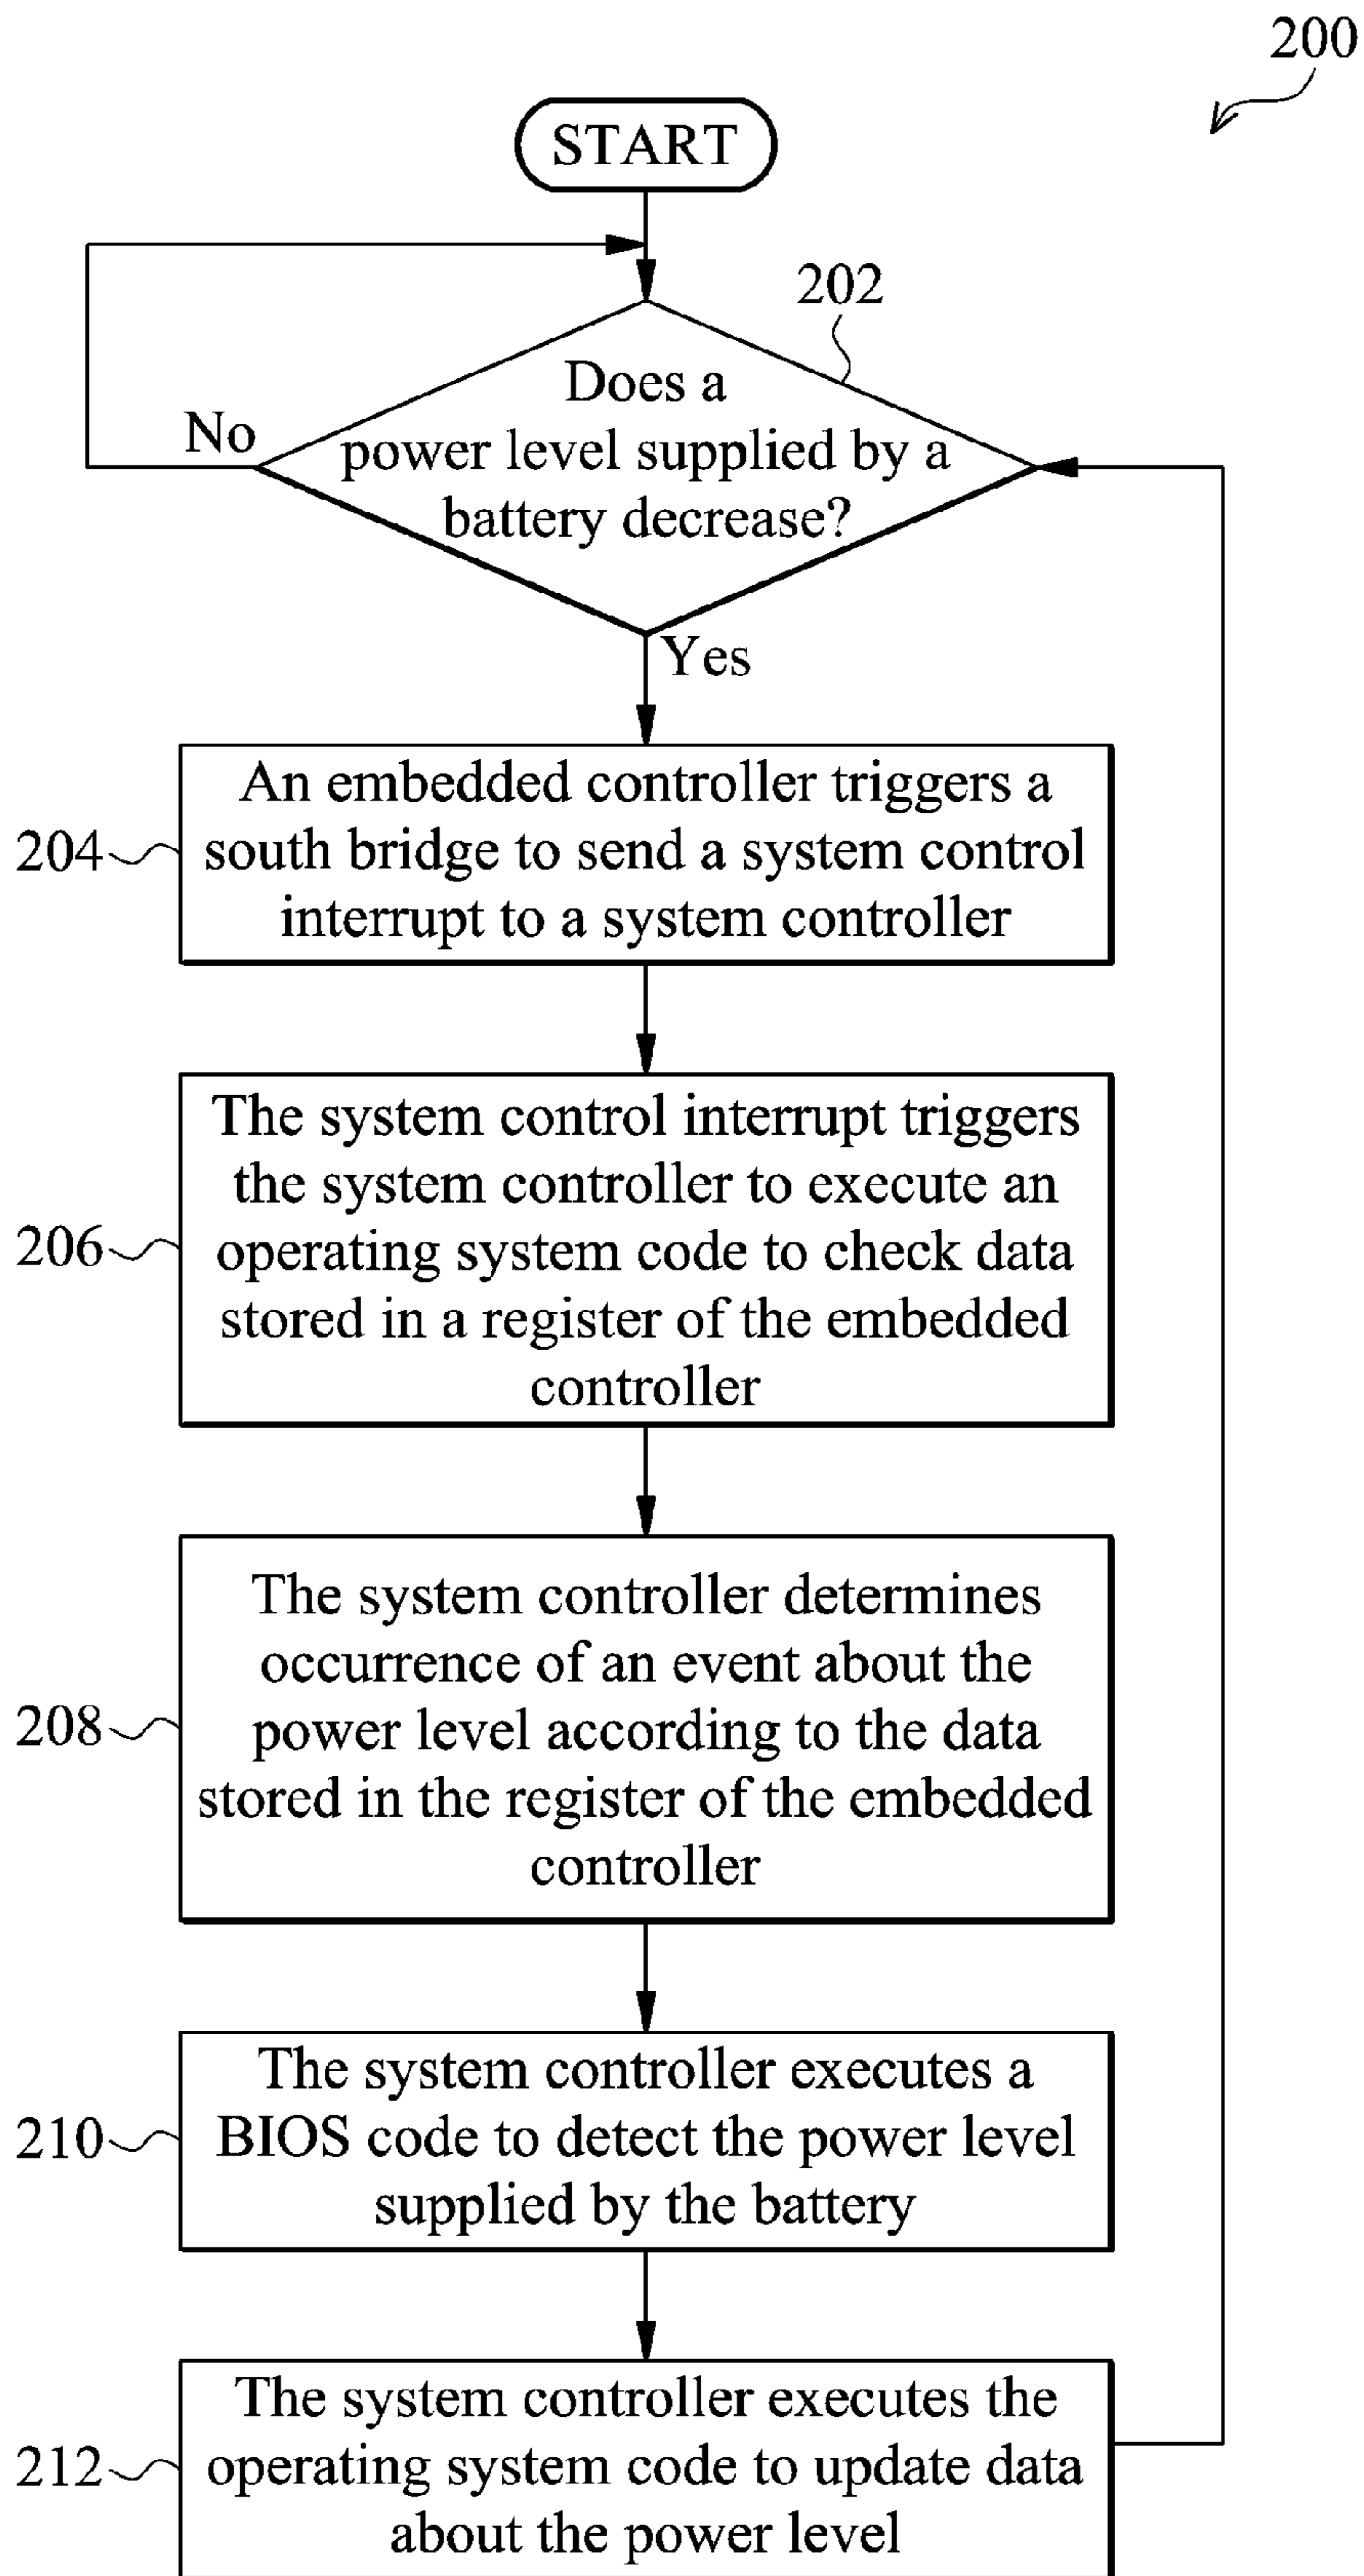 200
START
202
Does a
power level supplied by a
battery decrease?
No
Yes
204
An embedded controller triggers a
south bridge to send a system control
interrupt to a system controller
206
The system control interrupt triggers
the system controller to execute an
operating system code to check data
stored in a register of the embedded
controller
208
The system controller determines
occurrence of an event about the
power level according to the data
stored in the register of the embedded
controller
210
The system controller executes a
BIOS code to detect the power level
supplied by the battery
212
The system controller executes the
operating system code to update data
about the power level